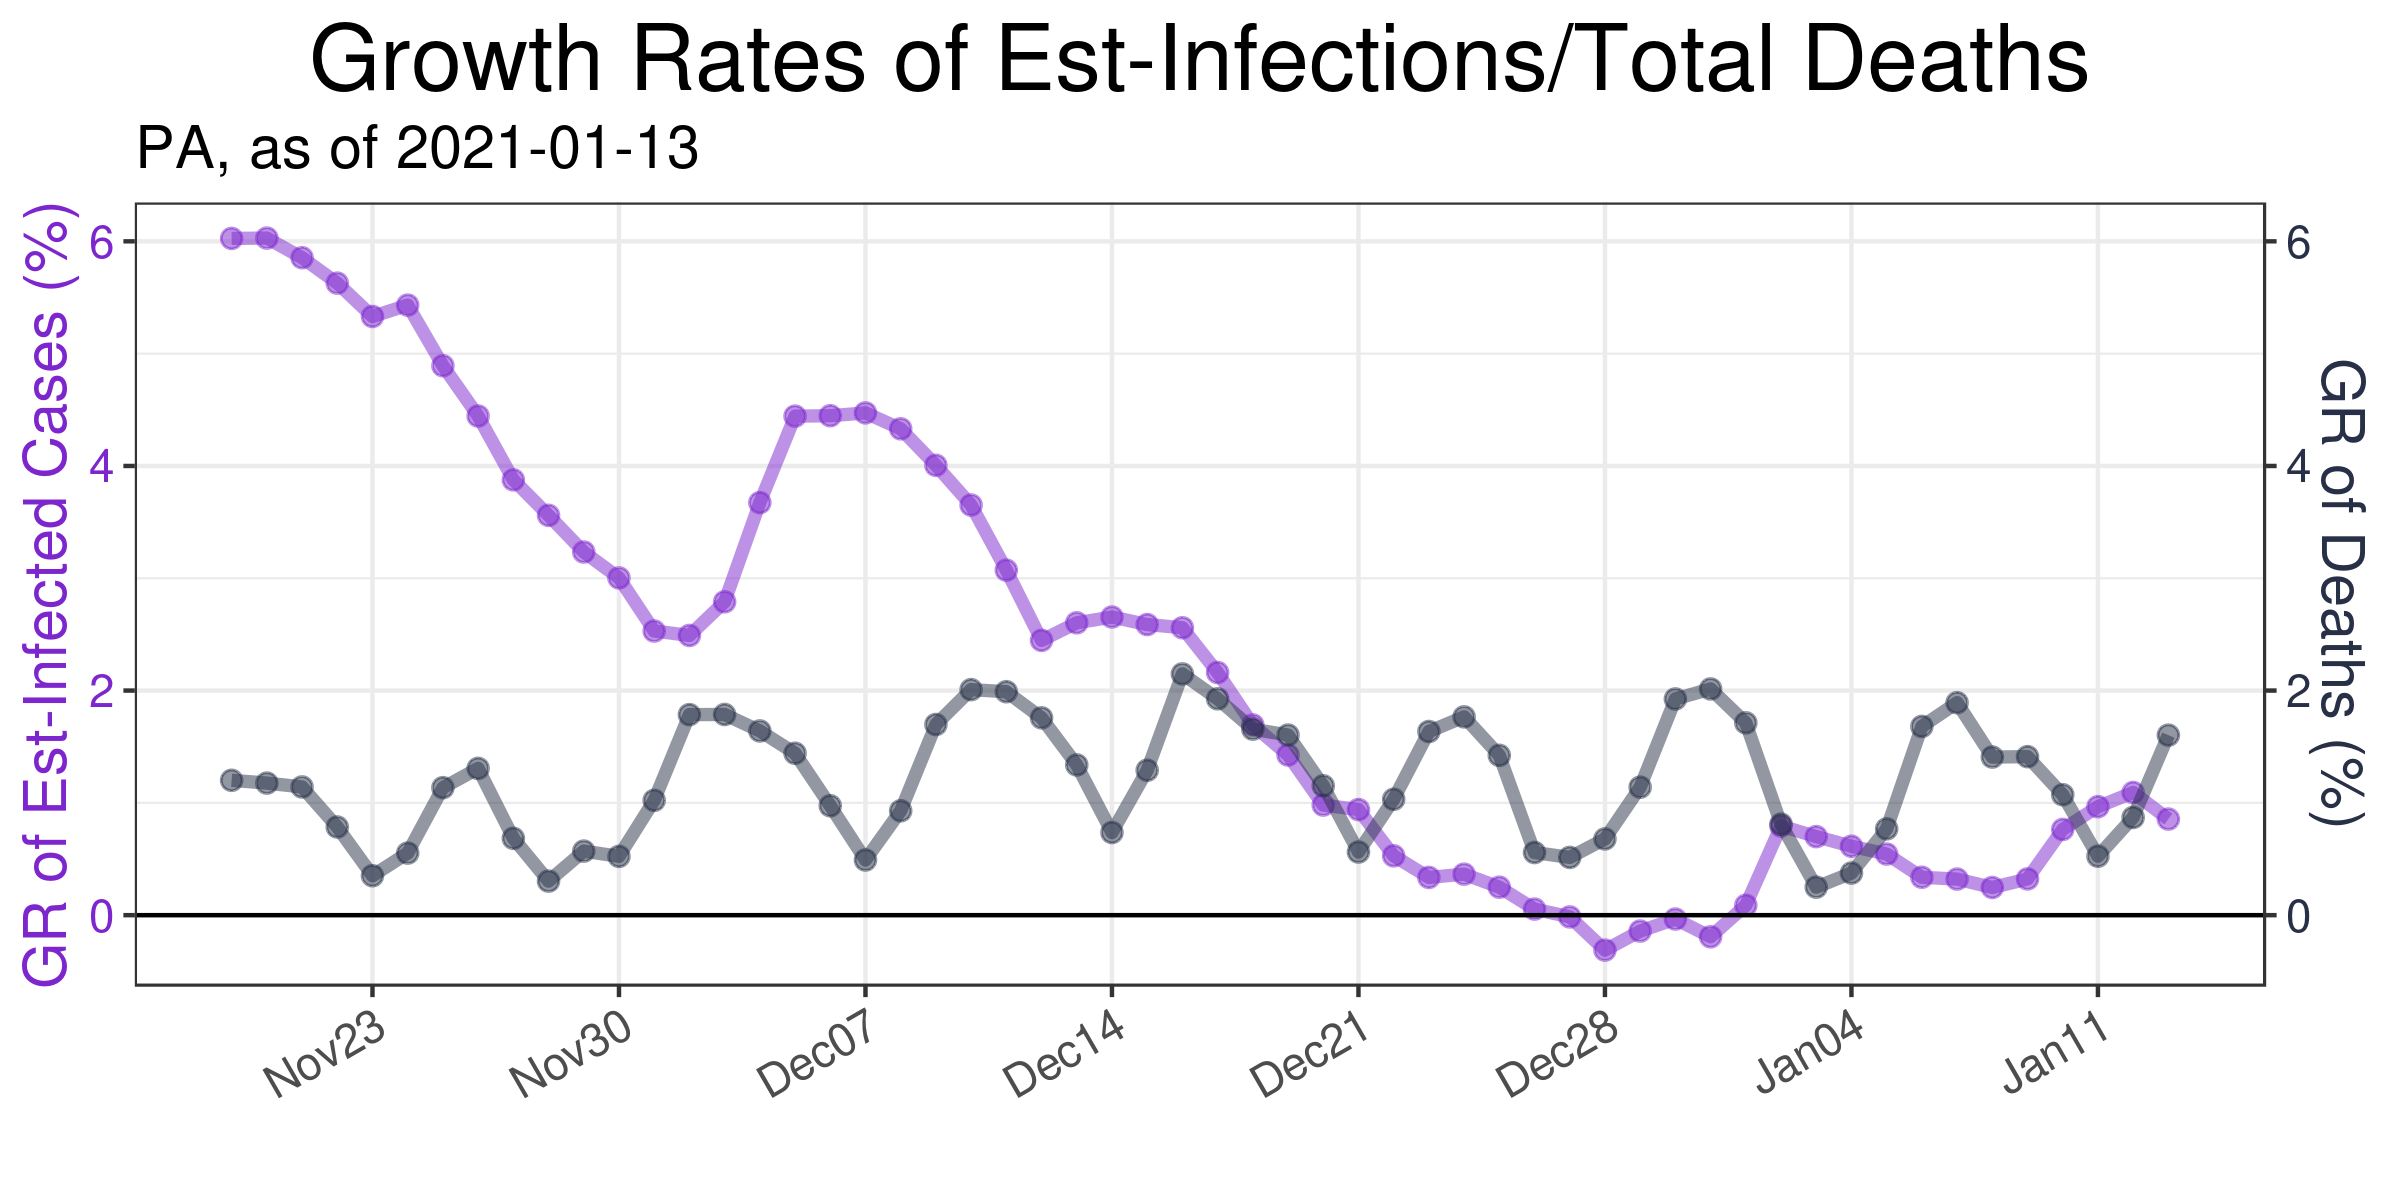 Growth Rates of Est-Infections/Total Deaths
PA, as of 2021-01-13
GR of Est-Infected Cases (%)
6
4
2
0
6
4
2
0
GR of Deaths (%)
Nov23
Nov30
Dec07
Dec14
Dec21
Dec28
Jan04
Jan11